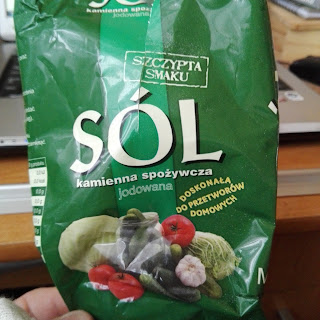 kamienna spożywcza
jodowana
SZCZYPTA
SMAKU
SÓL
kamienna spożywcza
jodowana
DOSKONAŁA
DO PRZETWORÓW
DOMOWYCH
M